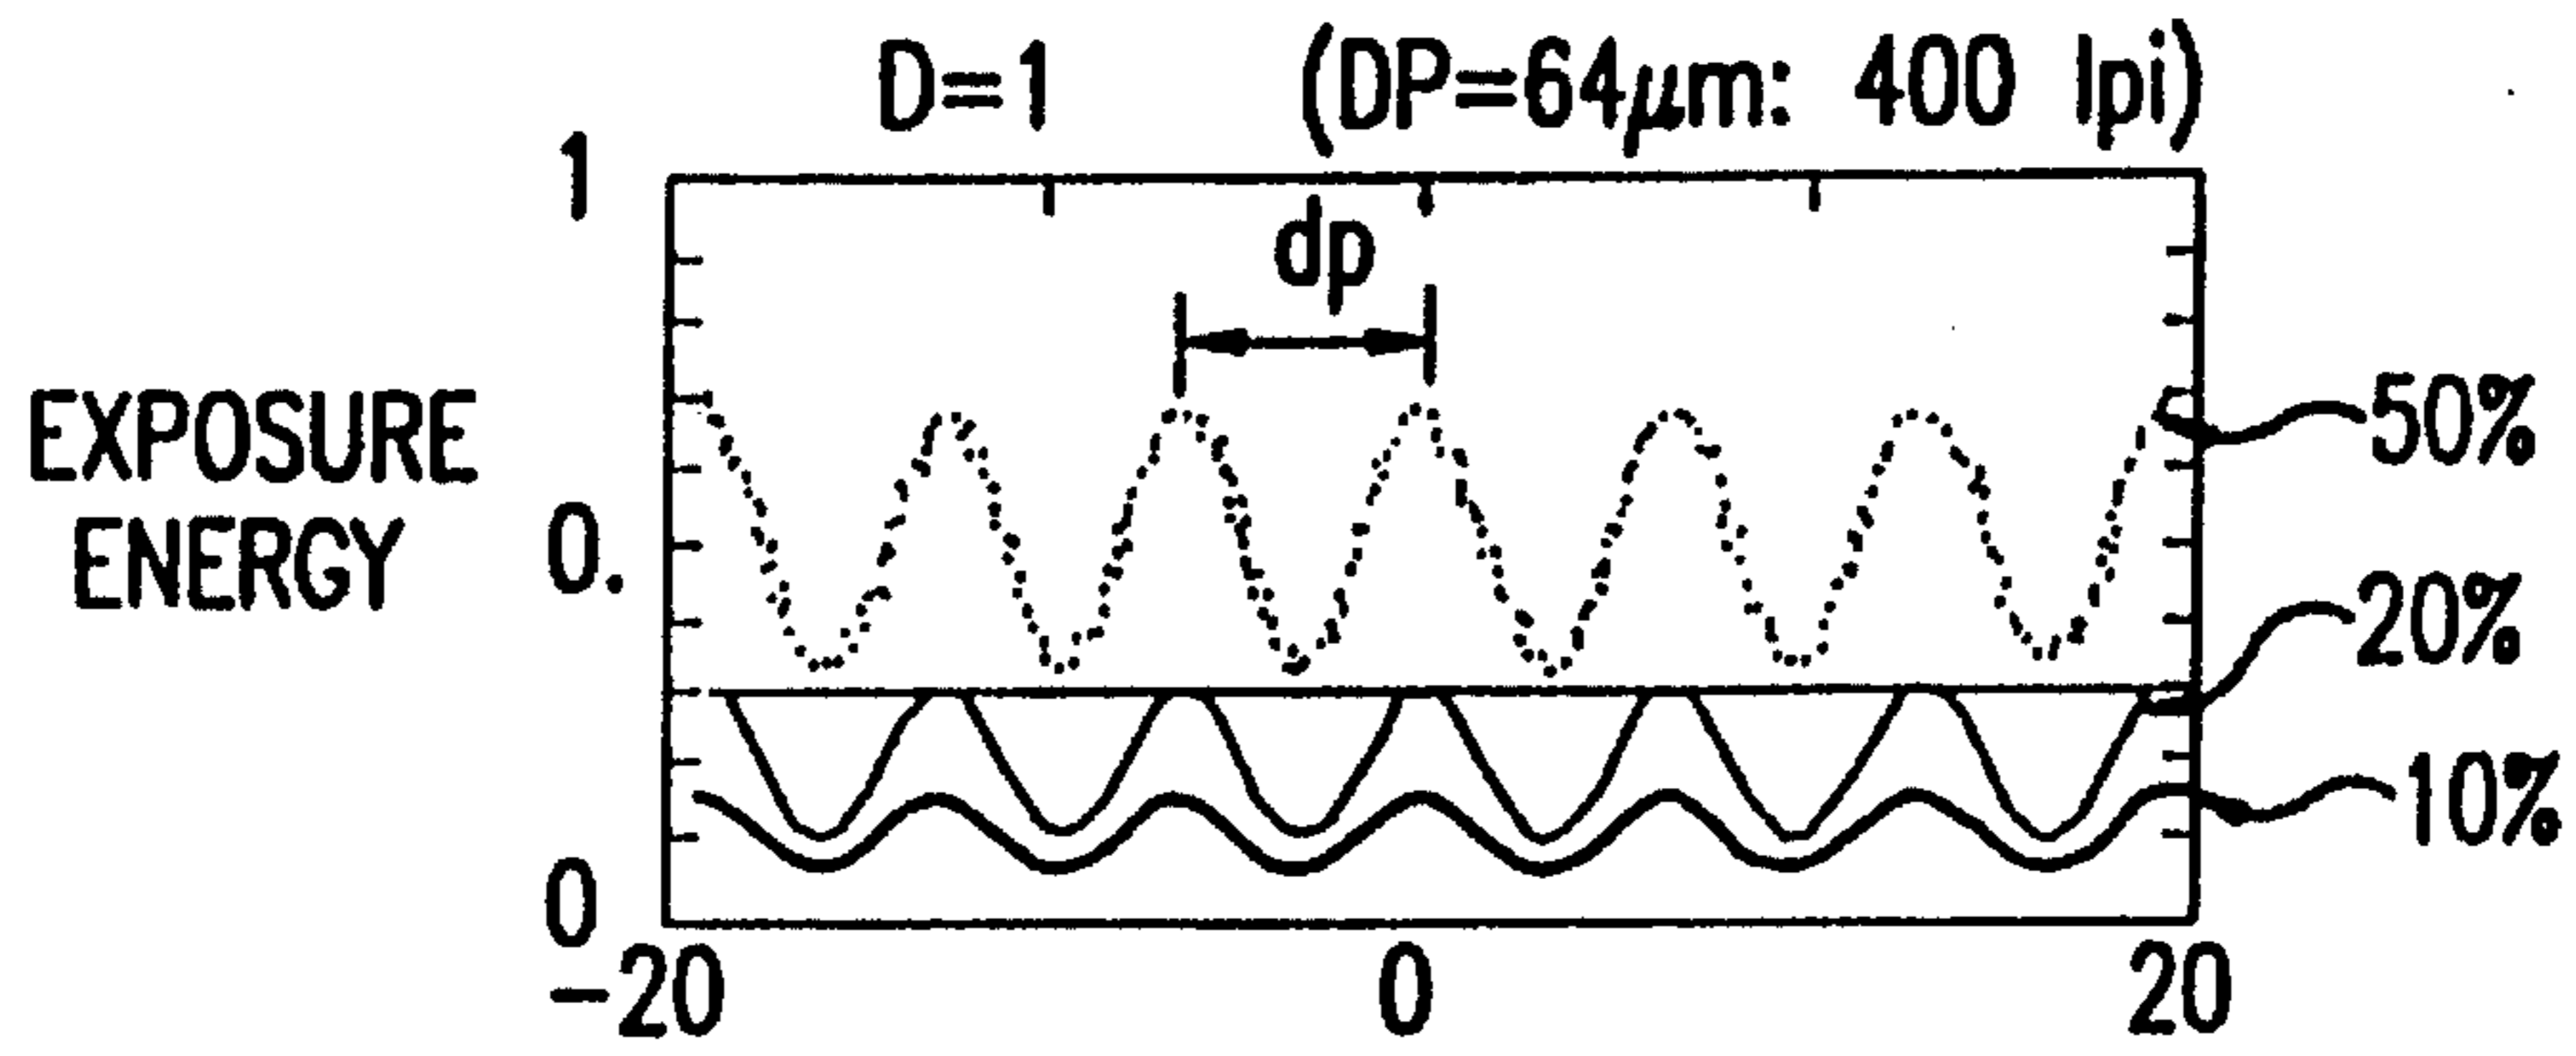 D=1 (DP=64μm: 400 lpi)
1
dp
EXPOSURE
ENERGY
0.
0
-20
0
20
50%
20%
10%